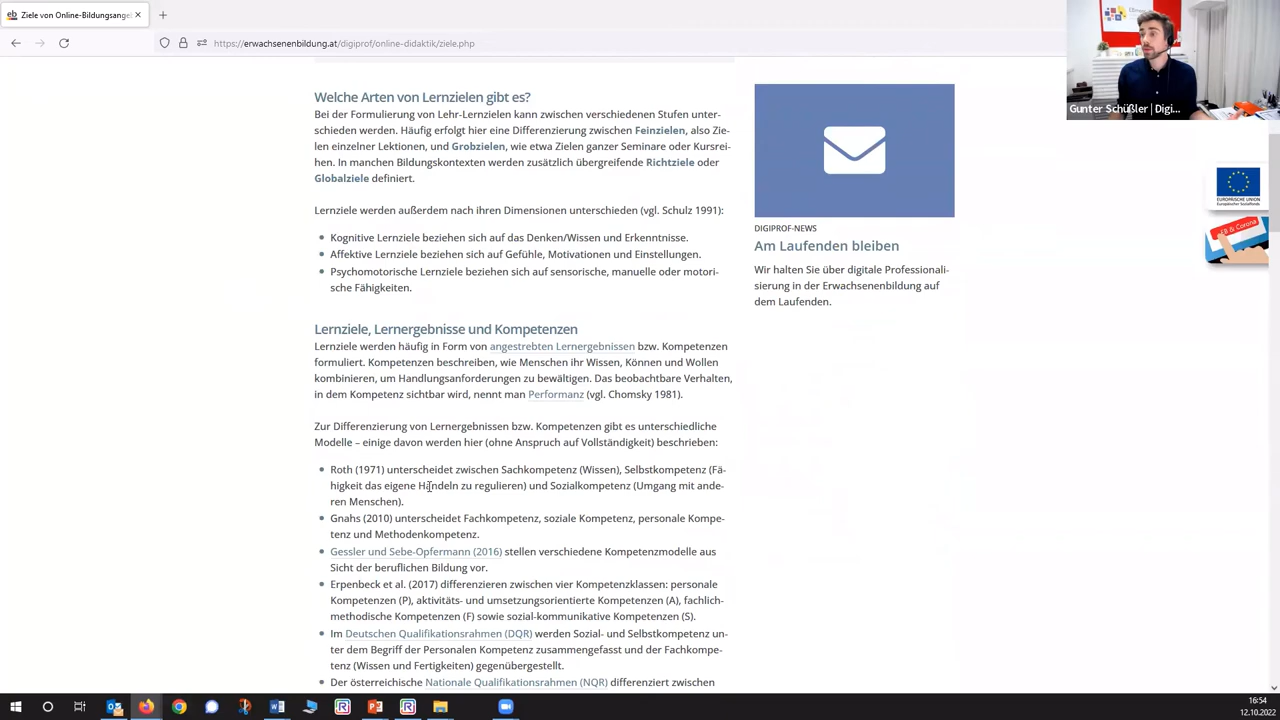 Ziele von Online-Bildungsange
https://erwachsenenbildung.at/digiprof/online-didaktik/ziele.php
Gunter Schüßler | Digi...
Welche Arten von Lernzielen gibt es?
Bei der Formulierung von Lehr-Lernzielen kann zwischen verschiedenen Stufen unter-
schieden werden. Häufig erfolgt hier eine Differenzierung zwischen Feinzielen, also Zie-
len einzelner Lektionen, und Grobzielen, wie etwa Zielen ganzer Seminare oder Kursrei-
hen. In manchen Bildungskontexten werden zusätzlich übergreifende Richtziele oder
Globalziele definiert.
Lernziele werden außerdem nach ihren Dimensionen unterschieden (vgl. Schulz 1991):
Kognitive Lernziele beziehen sich auf das Denken/Wissen und Erkenntnisse.
Affektive Lernziele beziehen sich auf Gefühle, Motivationen und Einstellungen.
Psychomotorische Lernziele beziehen sich auf sensorische, manuelle oder motori-
sche Fähigkeiten.
Lernziele, Lernergebnisse und Kompetenzen
Lernziele werden häufig in Form von angestrebten Lernergebnissen bzw. Kompetenzen
formuliert. Kompetenzen beschreiben, wie Menschen ihr Wissen, Können und Wollen
kombinieren, um Handlungsanforderungen zu bewältigen. Das beobachtbare Verhalten,
in dem Kompetenz sichtbar wird, nennt man Performanz (vgl. Chomsky 1981).
Zur Differenzierung von Lernergebnissen bzw. Kompetenzen gibt es unterschiedliche
Modelle – einige davon werden hier (ohne Anspruch auf Vollständigkeit) beschrieben:
Roth (1971) unterscheidet zwischen Sachkompetenz (Wissen), Selbstkompetenz (Fä-
higkeit das eigene Handeln zu regulieren) und Sozialkompetenz (Umgang mit ande-
ren Menschen).
Gnahs (2010) unterscheidet Fachkompetenz, soziale Kompetenz, personale Kompe-
tenz und Methodenkompetenz.
Gessler und Sebe-Opfermann (2016) stellen verschiedene Kompetenzmodelle aus
Sicht der beruflichen Bildung vor.
Erpenbeck et al. (2017) differenzieren zwischen vier Kompetenzklassen: personale
Kompetenzen (P), aktivitäts- und umsetzungsorientierte Kompetenzen (A), fachlich-
methodische Kompetenzen (F) sowie sozial-kommunikative Kompetenzen (S).
Im Deutschen Qualifikationsrahmen (DQR) werden Sozial- und Selbstkompetenz un-
ter dem Begriff der Personalen Kompetenz zusammengefasst und der Fachkompe-
tenz (Wissen und Fertigkeiten) gegenübergestellt.
Der österreichische Nationale Qualifikationsrahmen (NQR) differenziert zwischen
DIGIPROF-NEWS
Am Laufenden bleiben
Wir halten Sie über digitale Professionali-
sierung in der Erwachsenenbildung auf
dem Laufenden.
EUROPÄISCHE UNION
Europäischer Sozialfonds
EB & Corona
16:54
12.10.2022